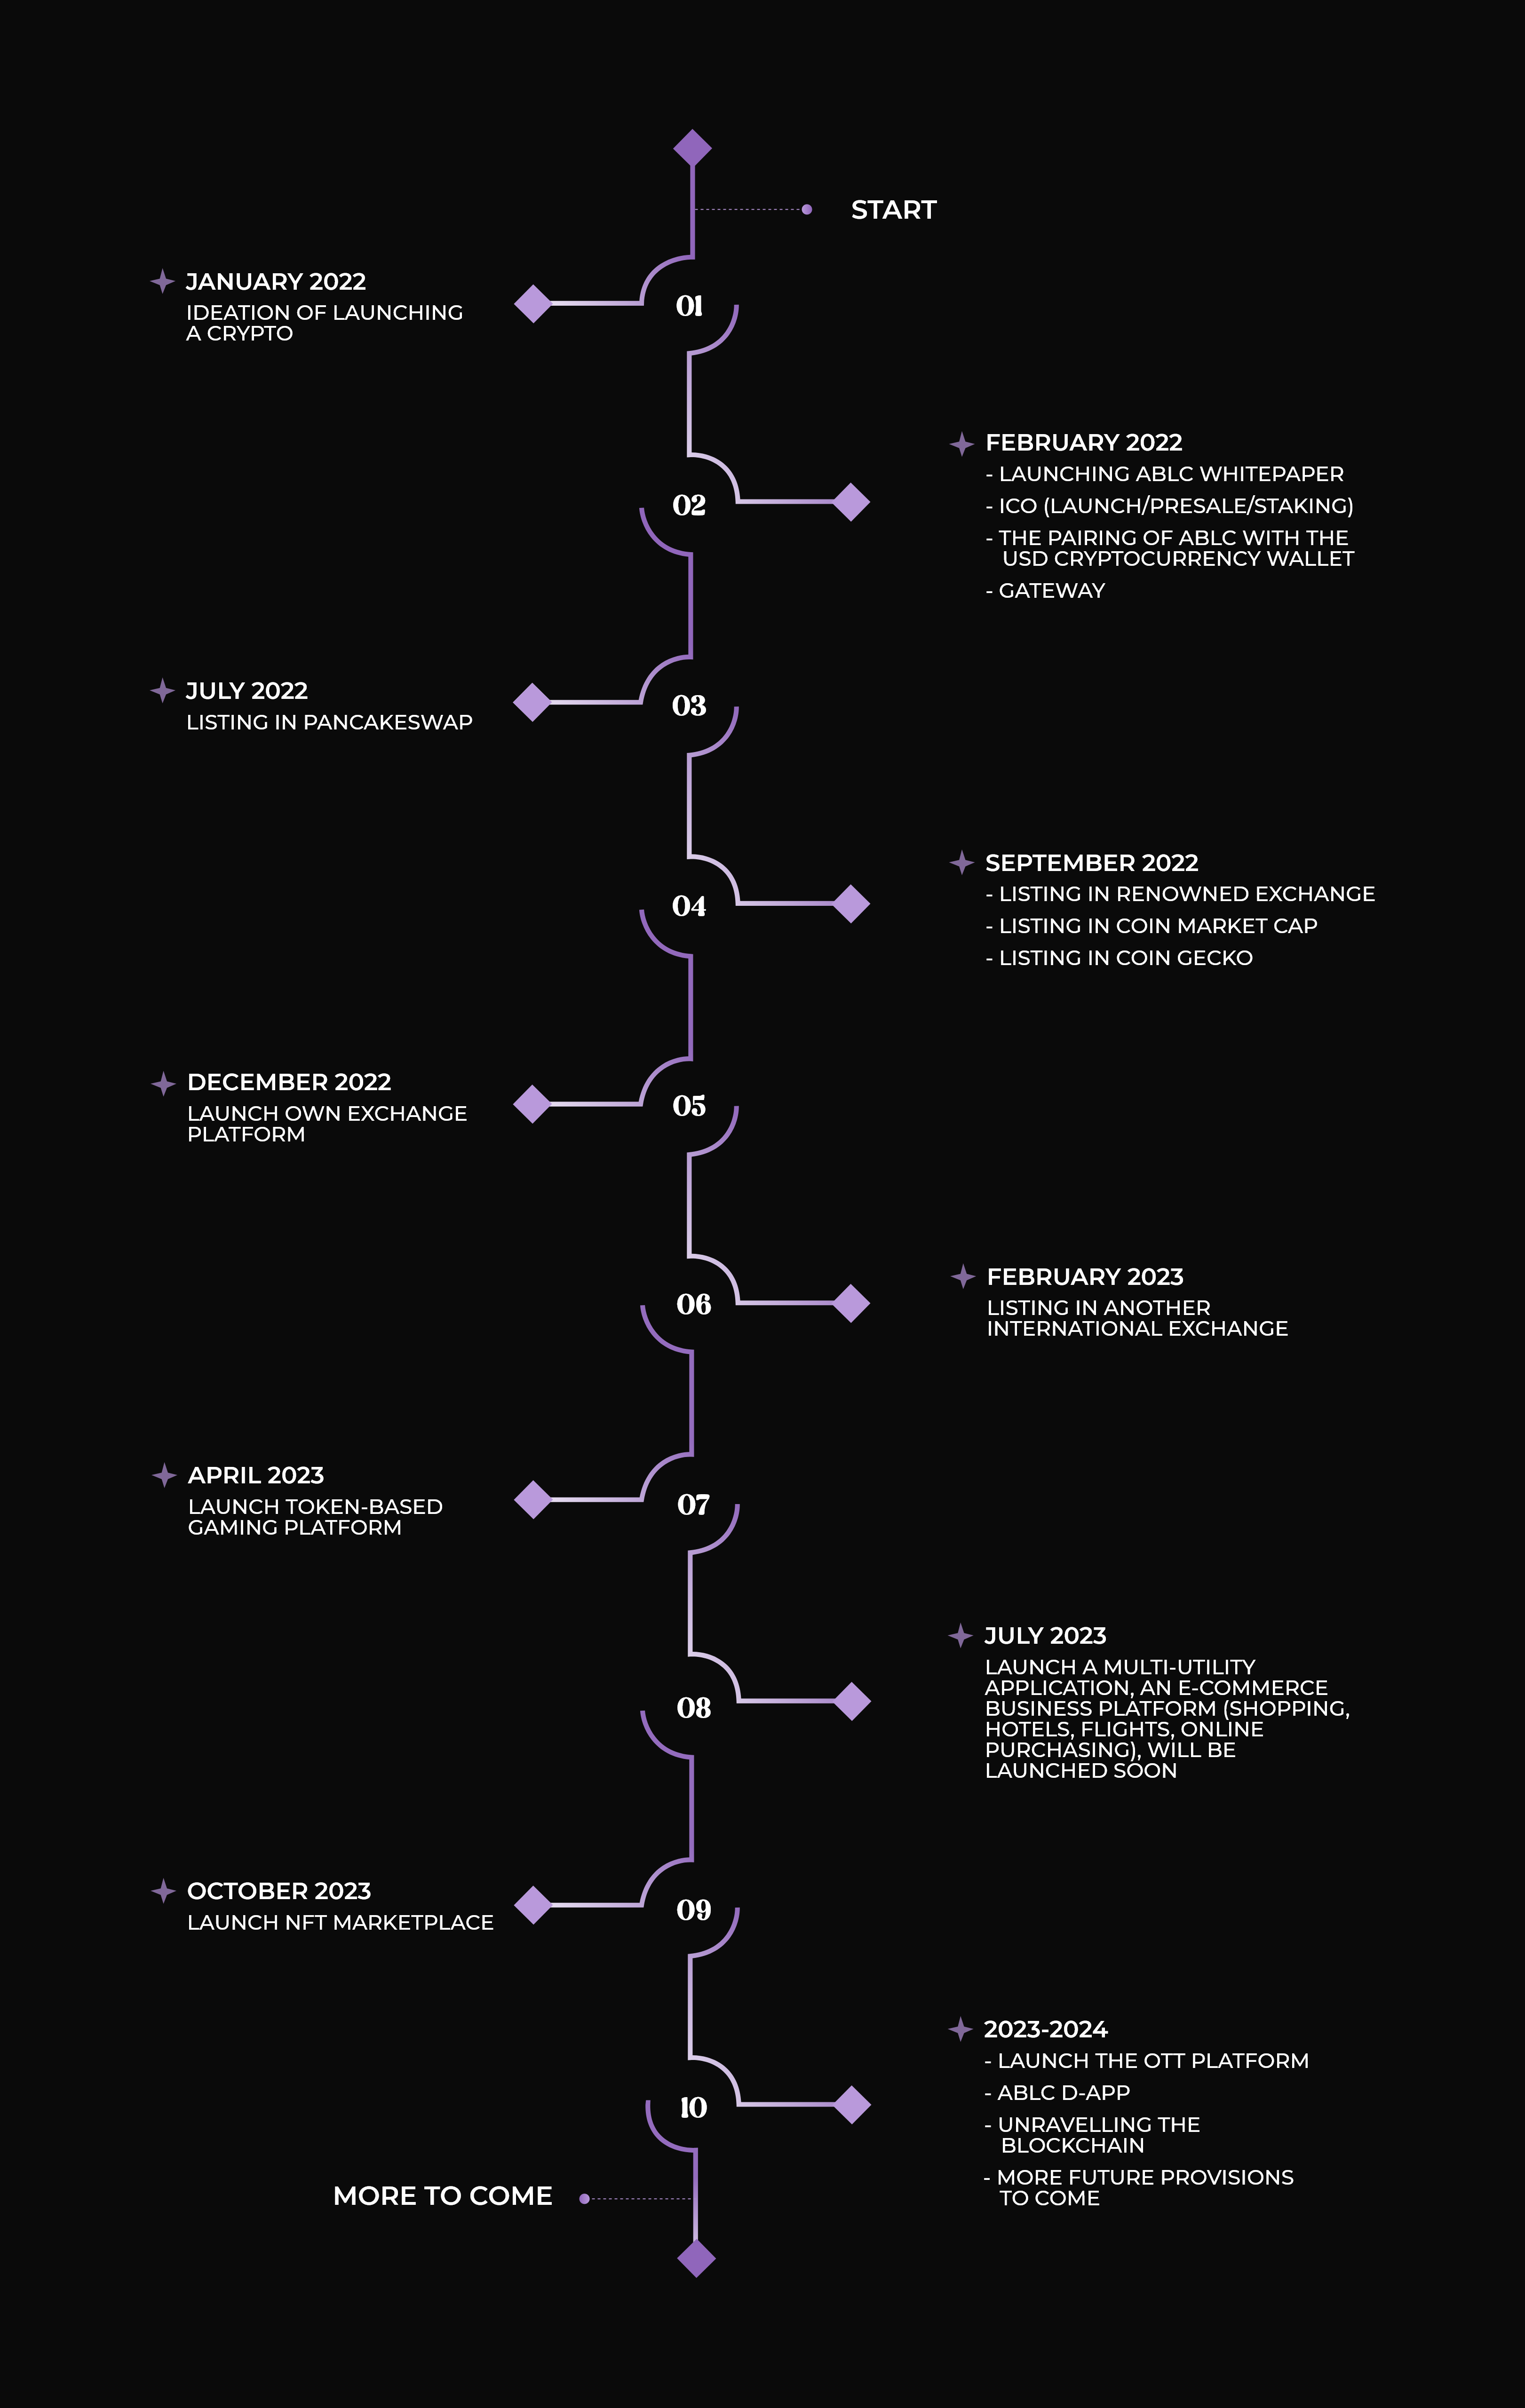 START
JANUARY 2022
IDEATION OF LAUNCHING
A CRYPTO
01
FEBRUARY 2022
- LAUNCHING ABLC WHITEPAPER
- ICO (LAUNCH/PRESALE/STAKING)
- THE PAIRING OF ABLC WITH THE
USD CRYPTOCURRENCY WALLET
- GATEWAY
02
JULY 2022
LISTING IN PANCAKESWAP
03
SEPTEMBER 2022
- LISTING IN RENOWNED EXCHANGE
- LISTING IN COIN MARKET CAP
- LISTING IN COIN GECKO
04
DECEMBER 2022
LAUNCH OWN EXCHANGE
PLATFORM
05
FEBRUARY 2023
LISTING IN ANOTHER
INTERNATIONAL EXCHANGE
06
APRIL 2023
LAUNCH TOKEN-BASED
GAMING PLATFORM
07
JULY 2023
LAUNCH A MULTI-UTILITY
APPLICATION, AN E-COMMERCE
BUSINESS PLATFORM (SHOPPING,
HOTELS, FLIGHTS, ONLINE
PURCHASING), WILL BE
LAUNCHED SOON
08
OCTOBER 2023
LAUNCH NFT MARKETPLACE
09
2023-2024
- LAUNCH THE OTT PLATFORM
- ABLC D-APP
- UNRAVELLING THE
BLOCKCHAIN
- MORE FUTURE PROVISIONS
TO COME
10
MORE TO COME